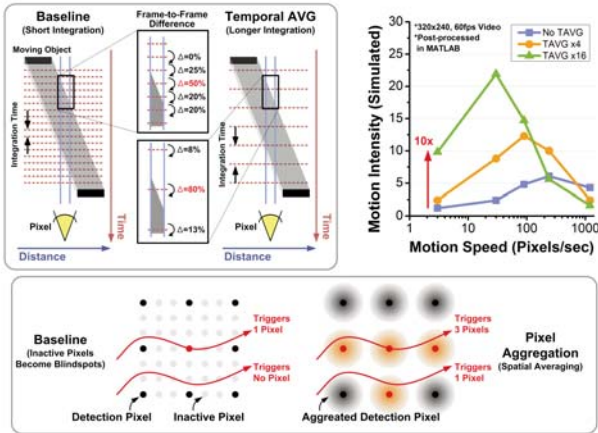 Baseline
(Short Integration)
Frame-to-Frame
Difference
Temporal AVG
(Longer Integration)
Moving Object
Integration Time
Pixel
Distance
Time
Δ=0%
Δ=25%
Δ=50%
Δ=20%
Δ=20%
Δ=8%
Δ=80%
Δ=13%
Integration Time
Pixel
Distance
Time
*320x240, 60fps Video
*Post-processed
in MATLAB
No TAVG
TAVG x4
TAVG x16
Motion Intensity (Simulated)
25
20
15
10
5
0
10x
1
10
100
1000
Motion Speed (Pixels/sec)
Baseline
(Inactive Pixels
Become Blindspots)
Triggers
1 Pixel
Triggers
No Pixel
Detection Pixel
Inactive Pixel
Triggers
3 Pixels
Triggers
1 Pixel
Aggreated Detection Pixel
Pixel
Aggregation
(Spatial Averaging)